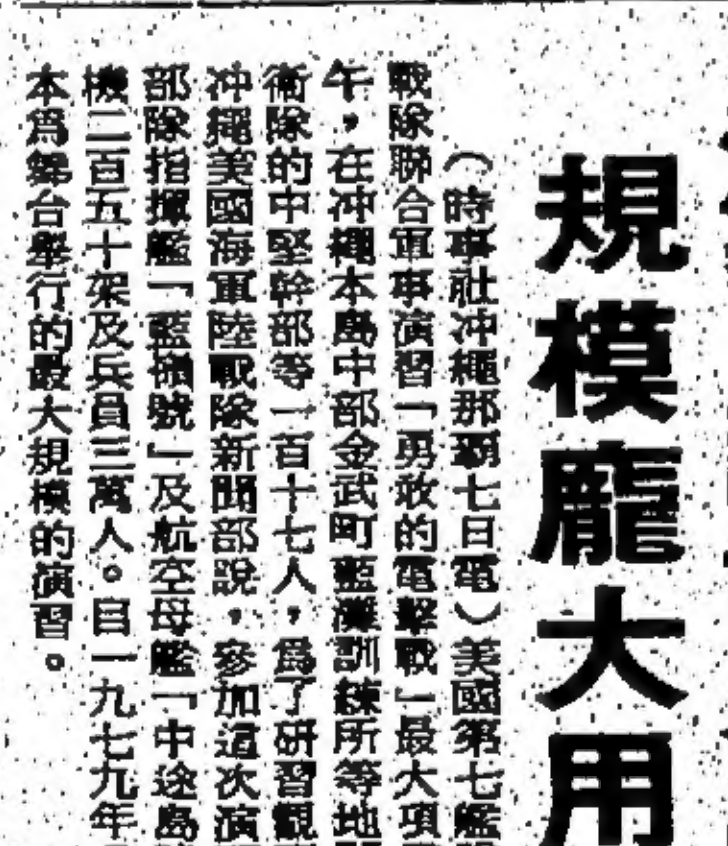 規模龐大用
（時事社沖繩那霸七日電）美國第七艦
戰隊聯合軍事演習「勇敢的電擊戰」最大項
午，在沖繩本島中部金武町藍灘訓練所等地
衞隊的中堅幹部等一百十七人，爲了研習觀
沖繩美國海軍陸戰隊新聞部說，參加這次演
部隊指揮艦「藍嶺號」及航空母艦「中途島
機二百五十架及兵員三萬人。自一九七九年
本爲舞台舉行的最大規模的演習。